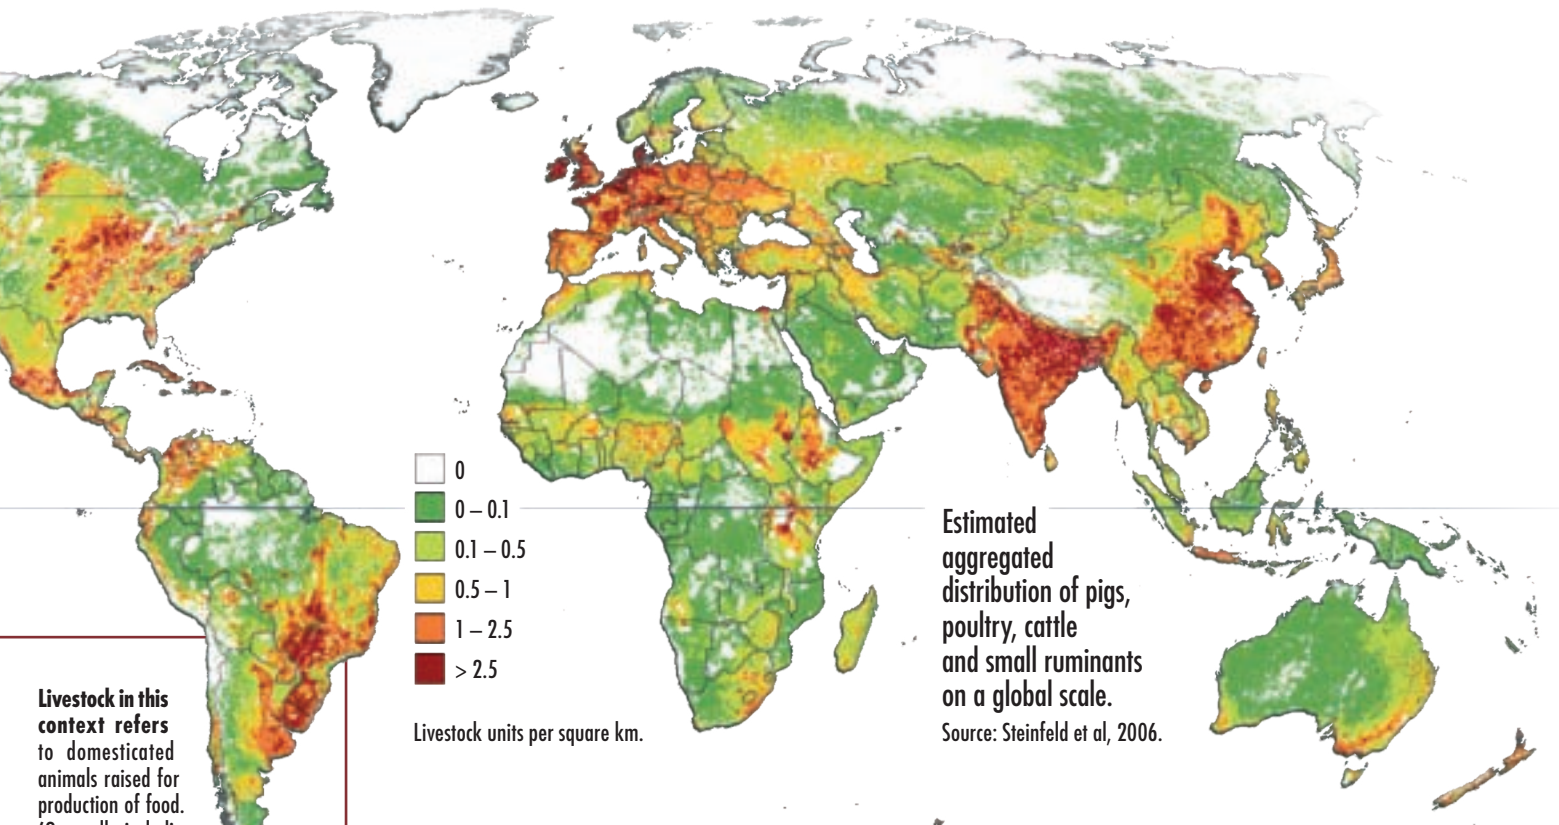 0
0 – 0.1
0.1 – 0.5
0.5 – 1
1 – 2.5
> 2.5
Livestock units per square km.
Estimated
aggregated
distribution of pigs,
poultry, cattle
and small ruminants
on a global scale.
Source: Steinfeld et al, 2006.
Livestock in this
context refers
to domesticated
animals raised for
production of food.